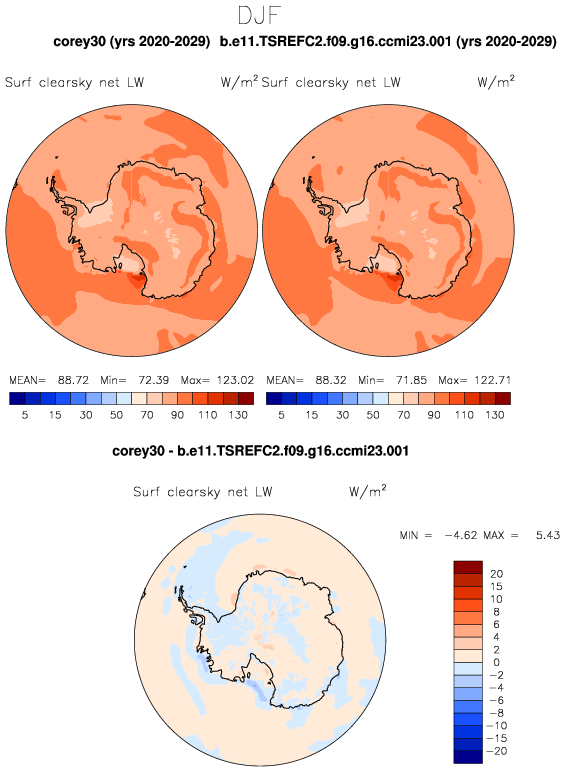 DJF
corey30 (yrs 2020-2029) b.e11.TSREFC2.f09.g16.ccmi23.001 (yrs 2020-2029)
Surf clearsky net LW W/m² Surf clearsky net LW W/m²
MEAN= 88.72 Min= 72.39 Max= 123.02 MEAN= 88.32 Min= 71.85 Max= 122.71
5 15 30 50 70 90 110 130 5 15 30 50 70 90 110 130
corey30 - b.e11.TSREFC2.f09.g16.ccmi23.001
Surf clearsky net LW W/m²
MIN = -4.62 MAX = 5.43
20
15
10
8
6
4
2
0
-2
-4
-6
-8
-10
-15
-20